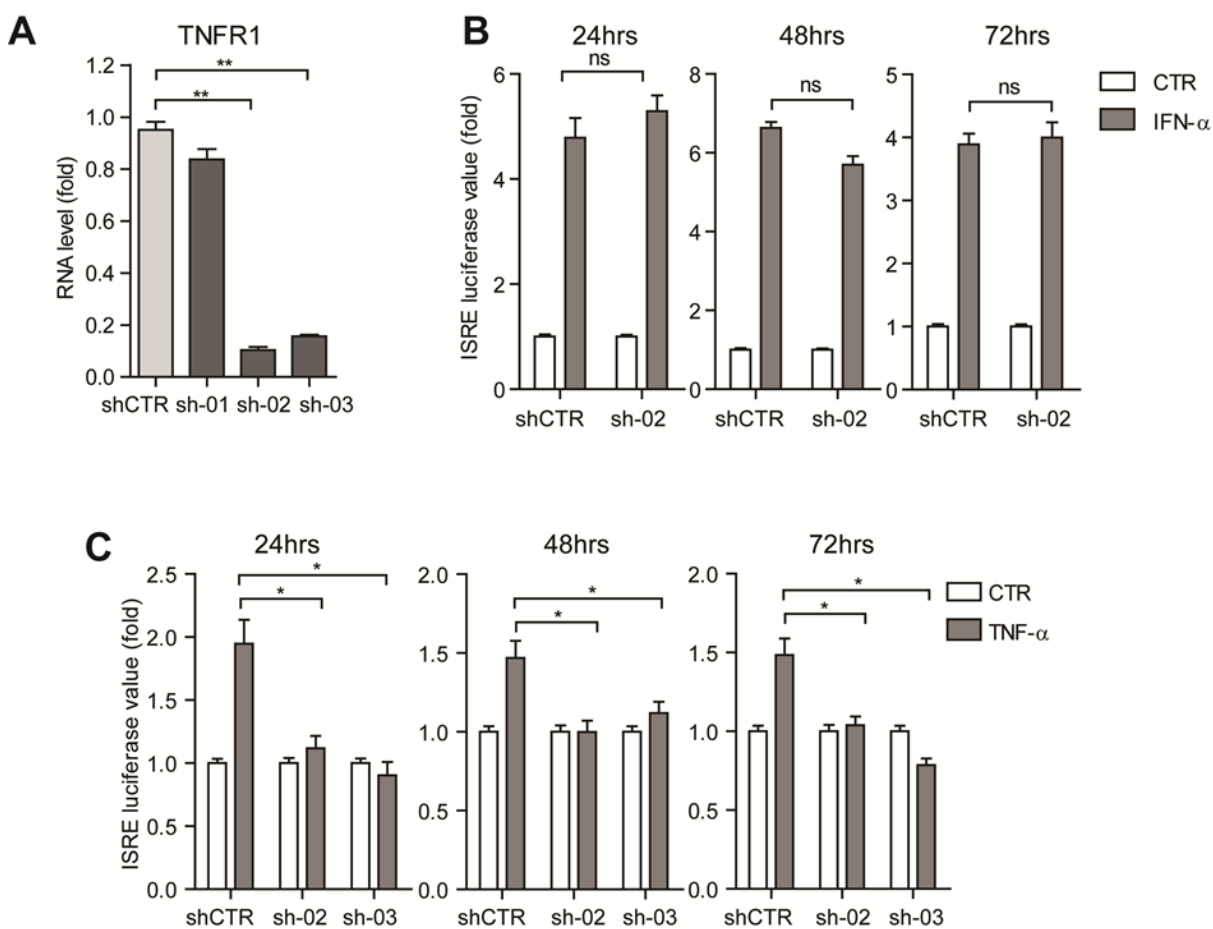 A
TNFR1
RNA level (fold)
1.2
1.0
0.8
0.6
0.4
0.2
0.0
**
**
shCTR sh-01 sh-02 sh-03
B
24hrs 48hrs 72hrs
ISRE luciferase value (fold)
6
4
2
0
ns
shCTR sh-02
8
6
4
2
0
ns
shCTR sh-02
5
4
3
2
1
0
ns
shCTR sh-02
CTR
IFN-α
C
24hrs 48hrs 72hrs
ISRE luciferase value (fold)
2.5
2.0
1.5
1.0
0.5
0.0
*
*
shCTR sh-02 sh-03
2.0
1.5
1.0
0.5
0.0
*
*
shCTR sh-02 sh-03
2.0
1.5
1.0
0.5
0.0
*
*
shCTR sh-02 sh-03
CTR
TNF-α